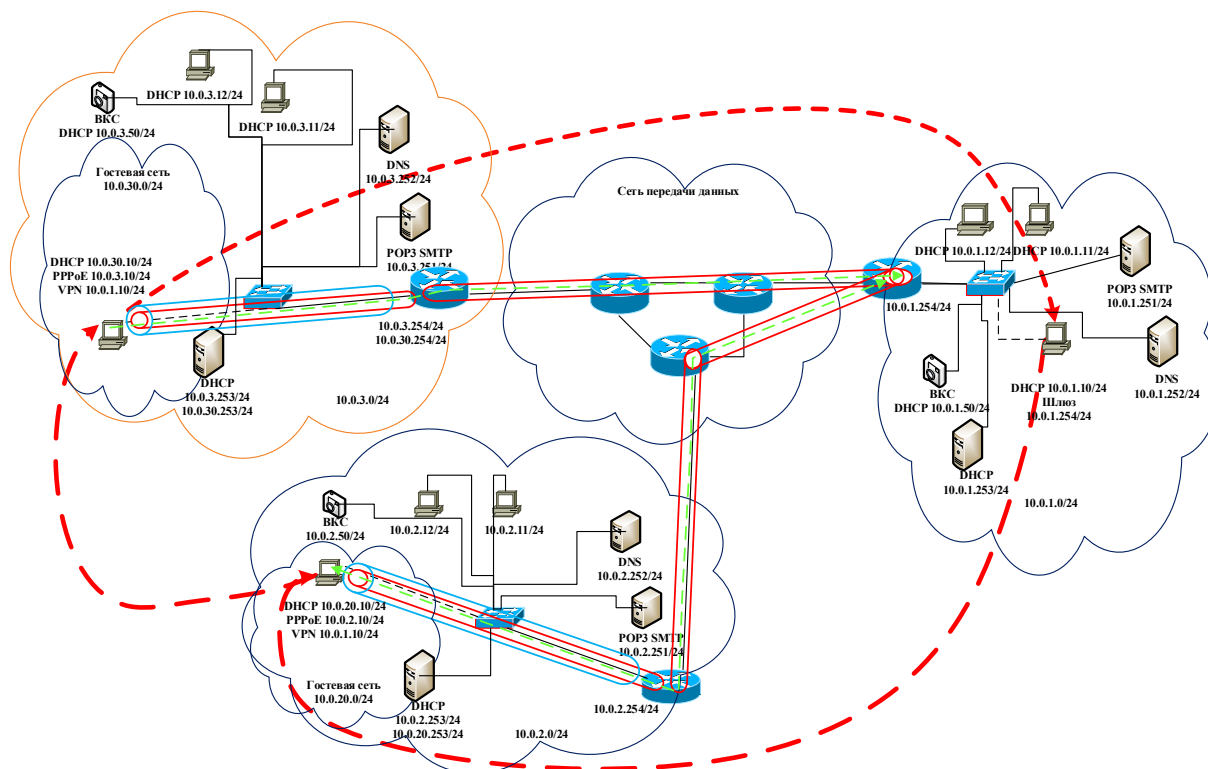 DHCP 10.0.3.12/24
ВКС
DHCP 10.0.3.50/24
DHCP 10.0.3.11/24
DNS
10.0.3.252/24
Гостевая сеть
10.0.30.0/24
POP3 SMTP
10.0.3.251/24
DHCP 10.0.30.10/24
PPPoE 10.0.3.10/24
VPN 10.0.1.10/24
10.0.3.254/24
10.0.30.254/24
DHCP
10.0.3.253/24
10.0.30.253/24
10.0.3.0/24
Сеть передачи данных
DHCP 10.0.1.12/24
DHCP 10.0.1.11/24
POP3 SMTP
10.0.1.251/24
10.0.1.254/24
DNS
10.0.1.252/24
DHCP 10.0.1.10/24
Шлюз
10.0.1.254/24
ВКС
DHCP 10.0.1.50/24
DHCP
10.0.1.253/24
10.0.1.0/24
ВКС
10.0.2.50/24
10.0.2.12/24
10.0.2.11/24
DNS
10.0.2.252/24
DHCP 10.0.20.10/24
PPPoE 10.0.2.10/24
VPN 10.0.1.10/24
POP3 SMTP
10.0.2.251/24
Гостевая сеть
10.0.20.0/24
DHCP
10.0.2.253/24
10.0.20.253/24
10.0.2.254/24
10.0.2.0/24